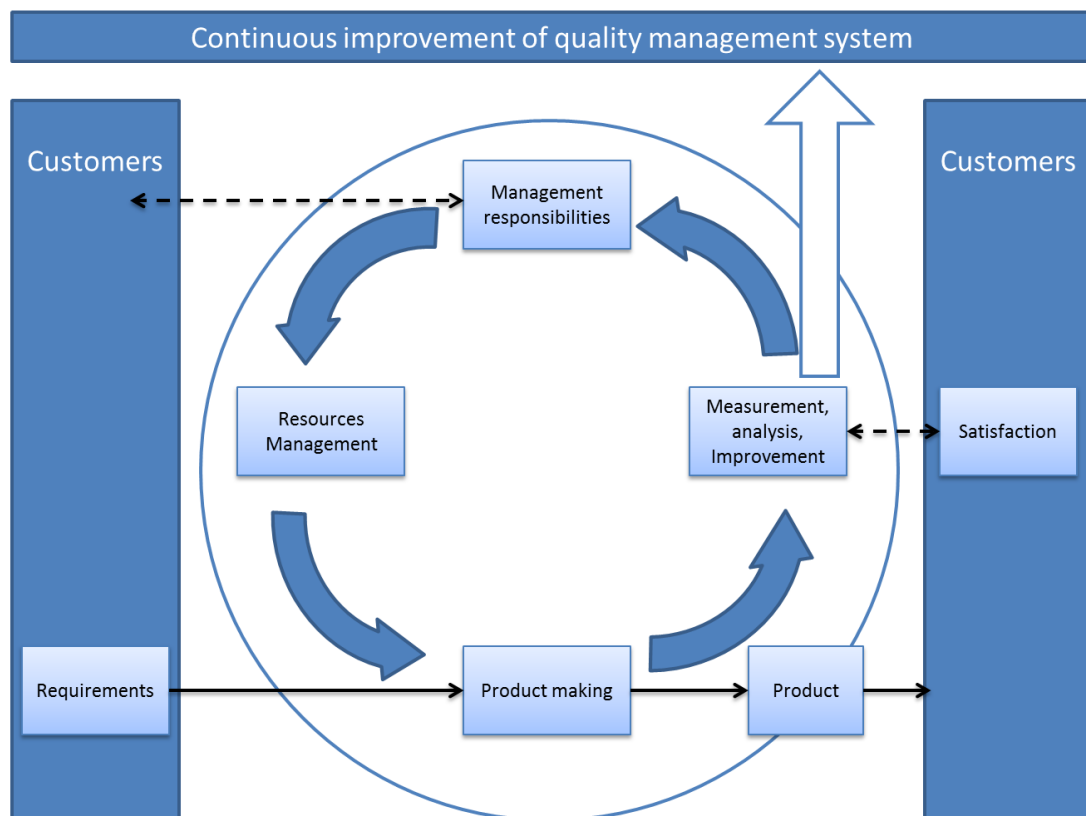 Continuous improvement of quality management system
Customers
Customers
Management
responsibilities
Resources
Management
Measurement,
analysis,
Improvement
Satisfaction
Requirements
Product making
Product